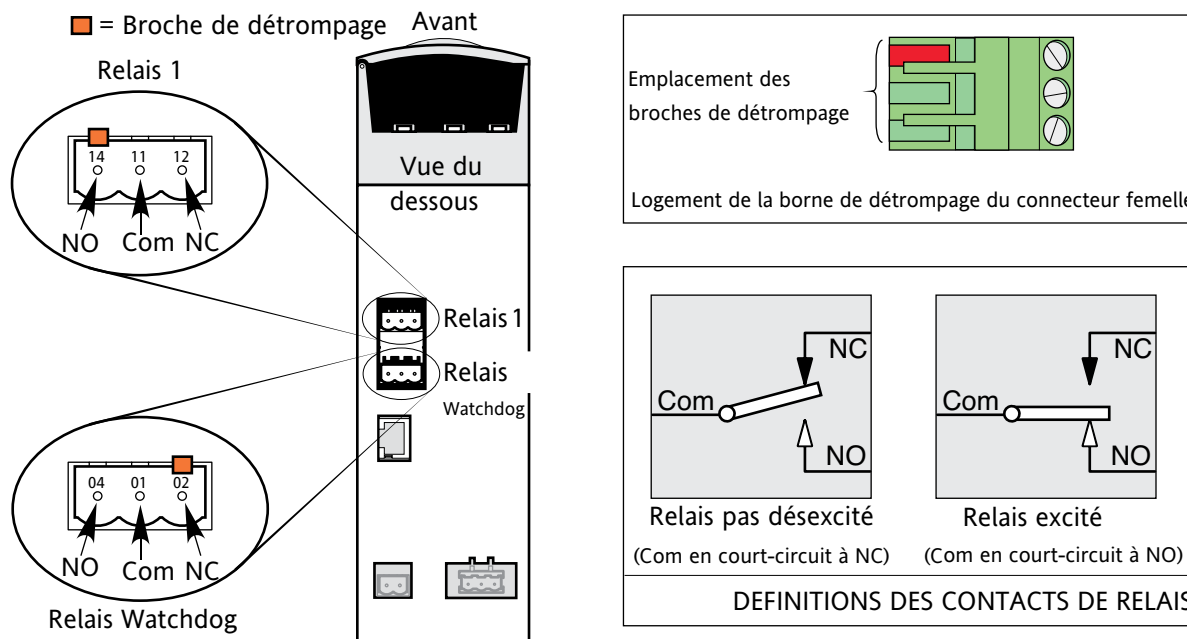 = Broche de détrompage
Avant
Relais 1
14 11 12
NO Com NC
Vue du
dessous
Relais 1
Relais
Watchdog
04 01 02
NO Com NC
Relais Watchdog
Emplacement des
broches de détrompage
Logement de la borne de détrompage du connecteur femelle
NC
Com
NO
Relais pas désexcité
(Com en court-circuit à NC)
NC
Com
NO
Relais excité
(Com en court-circuit à NO)
DEFINITIONS DES CONTACTS DE RELAIS